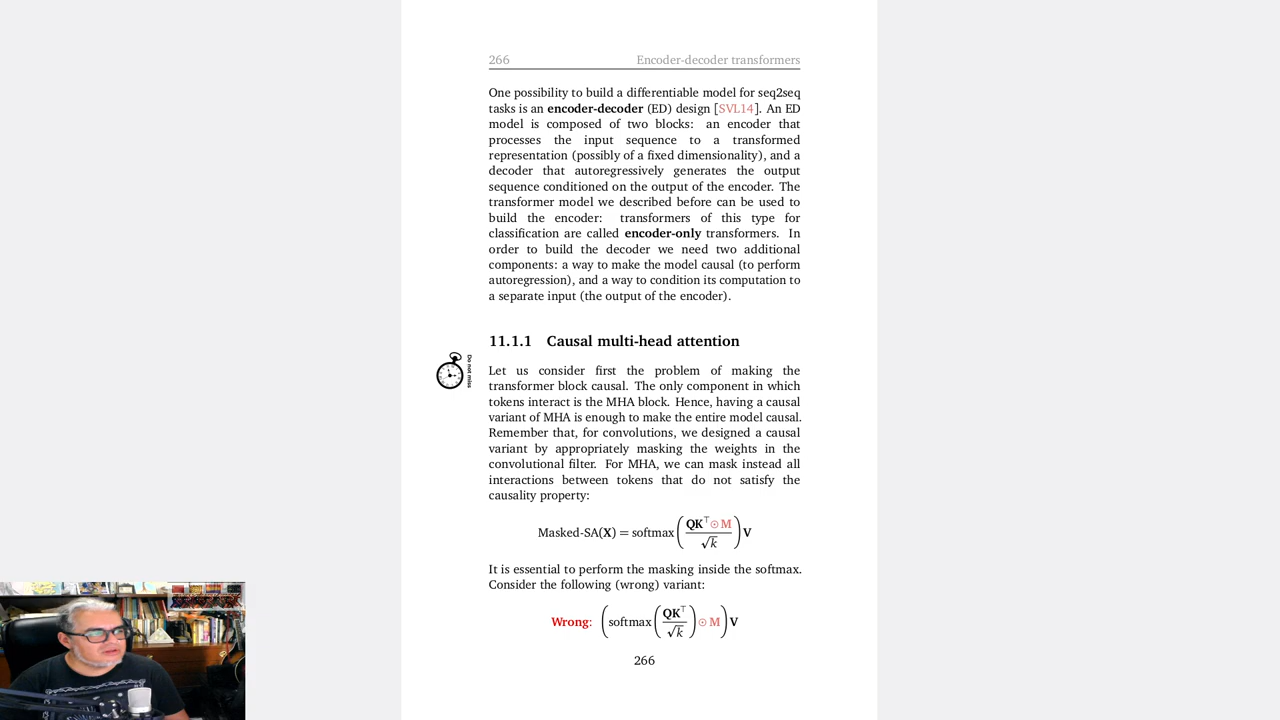 266 Encoder-decoder transformers
One possibility to build a differentiable model for seq2seq
tasks is an encoder-decoder (ED) design [SVL14]. An ED
model is composed of two blocks: an encoder that
processes the input sequence to a transformed
representation (possibly of a fixed dimensionality), and a
decoder that autoregressively generates the output
sequence conditioned on the output of the encoder. The
transformer model we described before can be used to
build the encoder: transformers of this type for
classification are called encoder-only transformers. In
order to build the decoder we need two additional
components: a way to make the model causal (to perform
autoregression), and a way to condition its computation to
a separate input (the output of the encoder).
11.1.1 Causal multi-head attention
Do not miss
Let us consider first the problem of making the
transformer block causal. The only component in which
tokens interact is the MHA block. Hence, having a causal
variant of MHA is enough to make the entire model causal.
Remember that, for convolutions, we designed a causal
variant by appropriately masking the weights in the
convolutional filter. For MHA, we can mask instead all
interactions between tokens that do not satisfy the
causality property:
Masked-SA(X) = softmax(QK⊤ ⊙ M / √k) V
It is essential to perform the masking inside the softmax.
Consider the following (wrong) variant:
Wrong: (softmax(QK⊤ / √k) ⊙ M) V
266